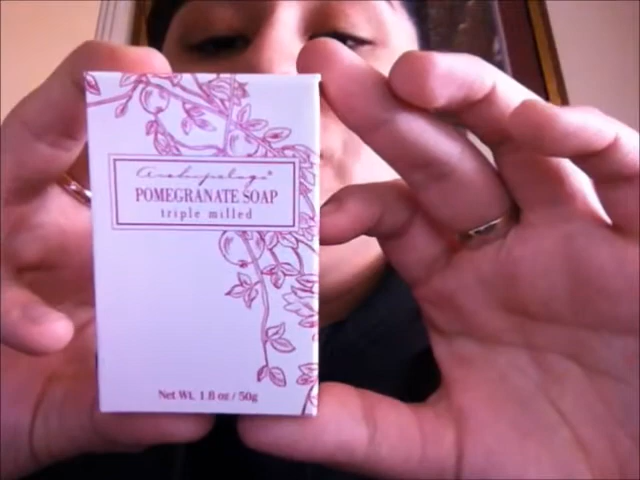 Archipelago®
POMEGRANATE SOAP
triple milled
Net Wt. 1.8 oz / 50g